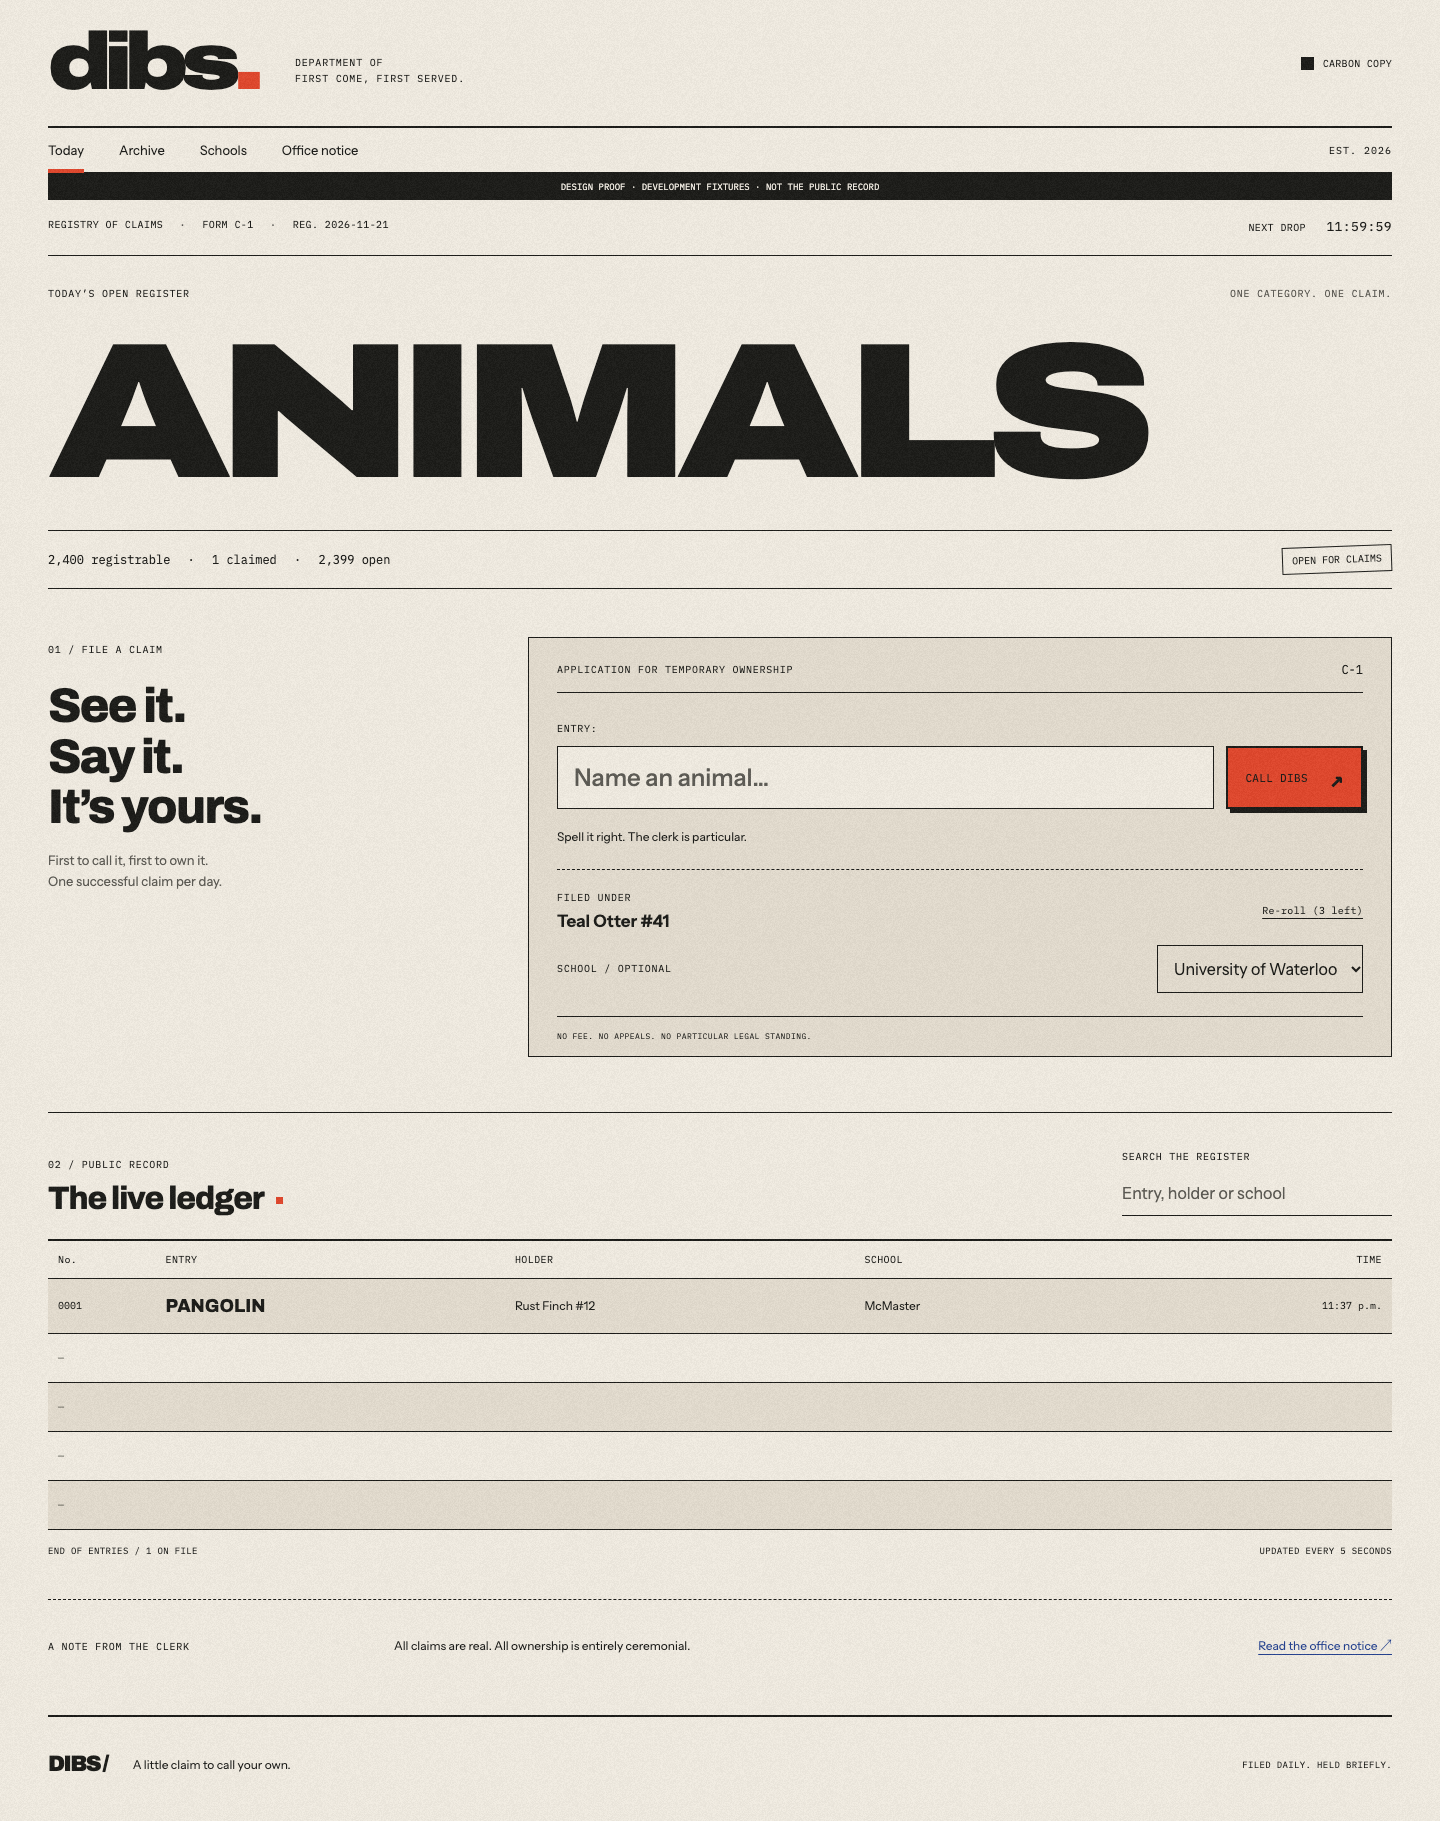 dibs.
DEPARTMENT OF
FIRST COME, FIRST SERVED.
CARBON COPY
Today Archive Schools Office notice
EST. 2026
DESIGN PROOF · DEVELOPMENT FIXTURES · NOT THE PUBLIC RECORD
REGISTRY OF CLAIMS · FORM C-1 · REG. 2026-11-21
NEXT DROP 11:59:59
TODAY’S OPEN REGISTER
ONE CATEGORY. ONE CLAIM.
ANIMALS
2,400 registrable · 1 claimed · 2,399 open
OPEN FOR CLAIMS
01 / FILE A CLAIM
See it.
Say it.
It’s yours.
First to call it, first to own it.
One successful claim per day.
APPLICATION FOR TEMPORARY OWNERSHIP
C-1
ENTRY:
Name an animal…
CALL DIBS ↗
Spell it right. The clerk is particular.
FILED UNDER
Teal Otter #41
Re-roll (3 left)
SCHOOL / OPTIONAL
University of Waterloo
NO FEE. NO APPEALS. NO PARTICULAR LEGAL STANDING.
02 / PUBLIC RECORD
The live ledger
SEARCH THE REGISTER
Entry, holder or school
No. ENTRY HOLDER SCHOOL TIME
0001 PANGOLIN Rust Finch #12 McMaster 11:37 p.m.
—
—
—
—
END OF ENTRIES / 1 ON FILE
UPDATED EVERY 5 SECONDS
A NOTE FROM THE CLERK
All claims are real. All ownership is entirely ceremonial.
Read the office notice ↗
DIBS/
A little claim to call your own.
FILED DAILY. HELD BRIEFLY.